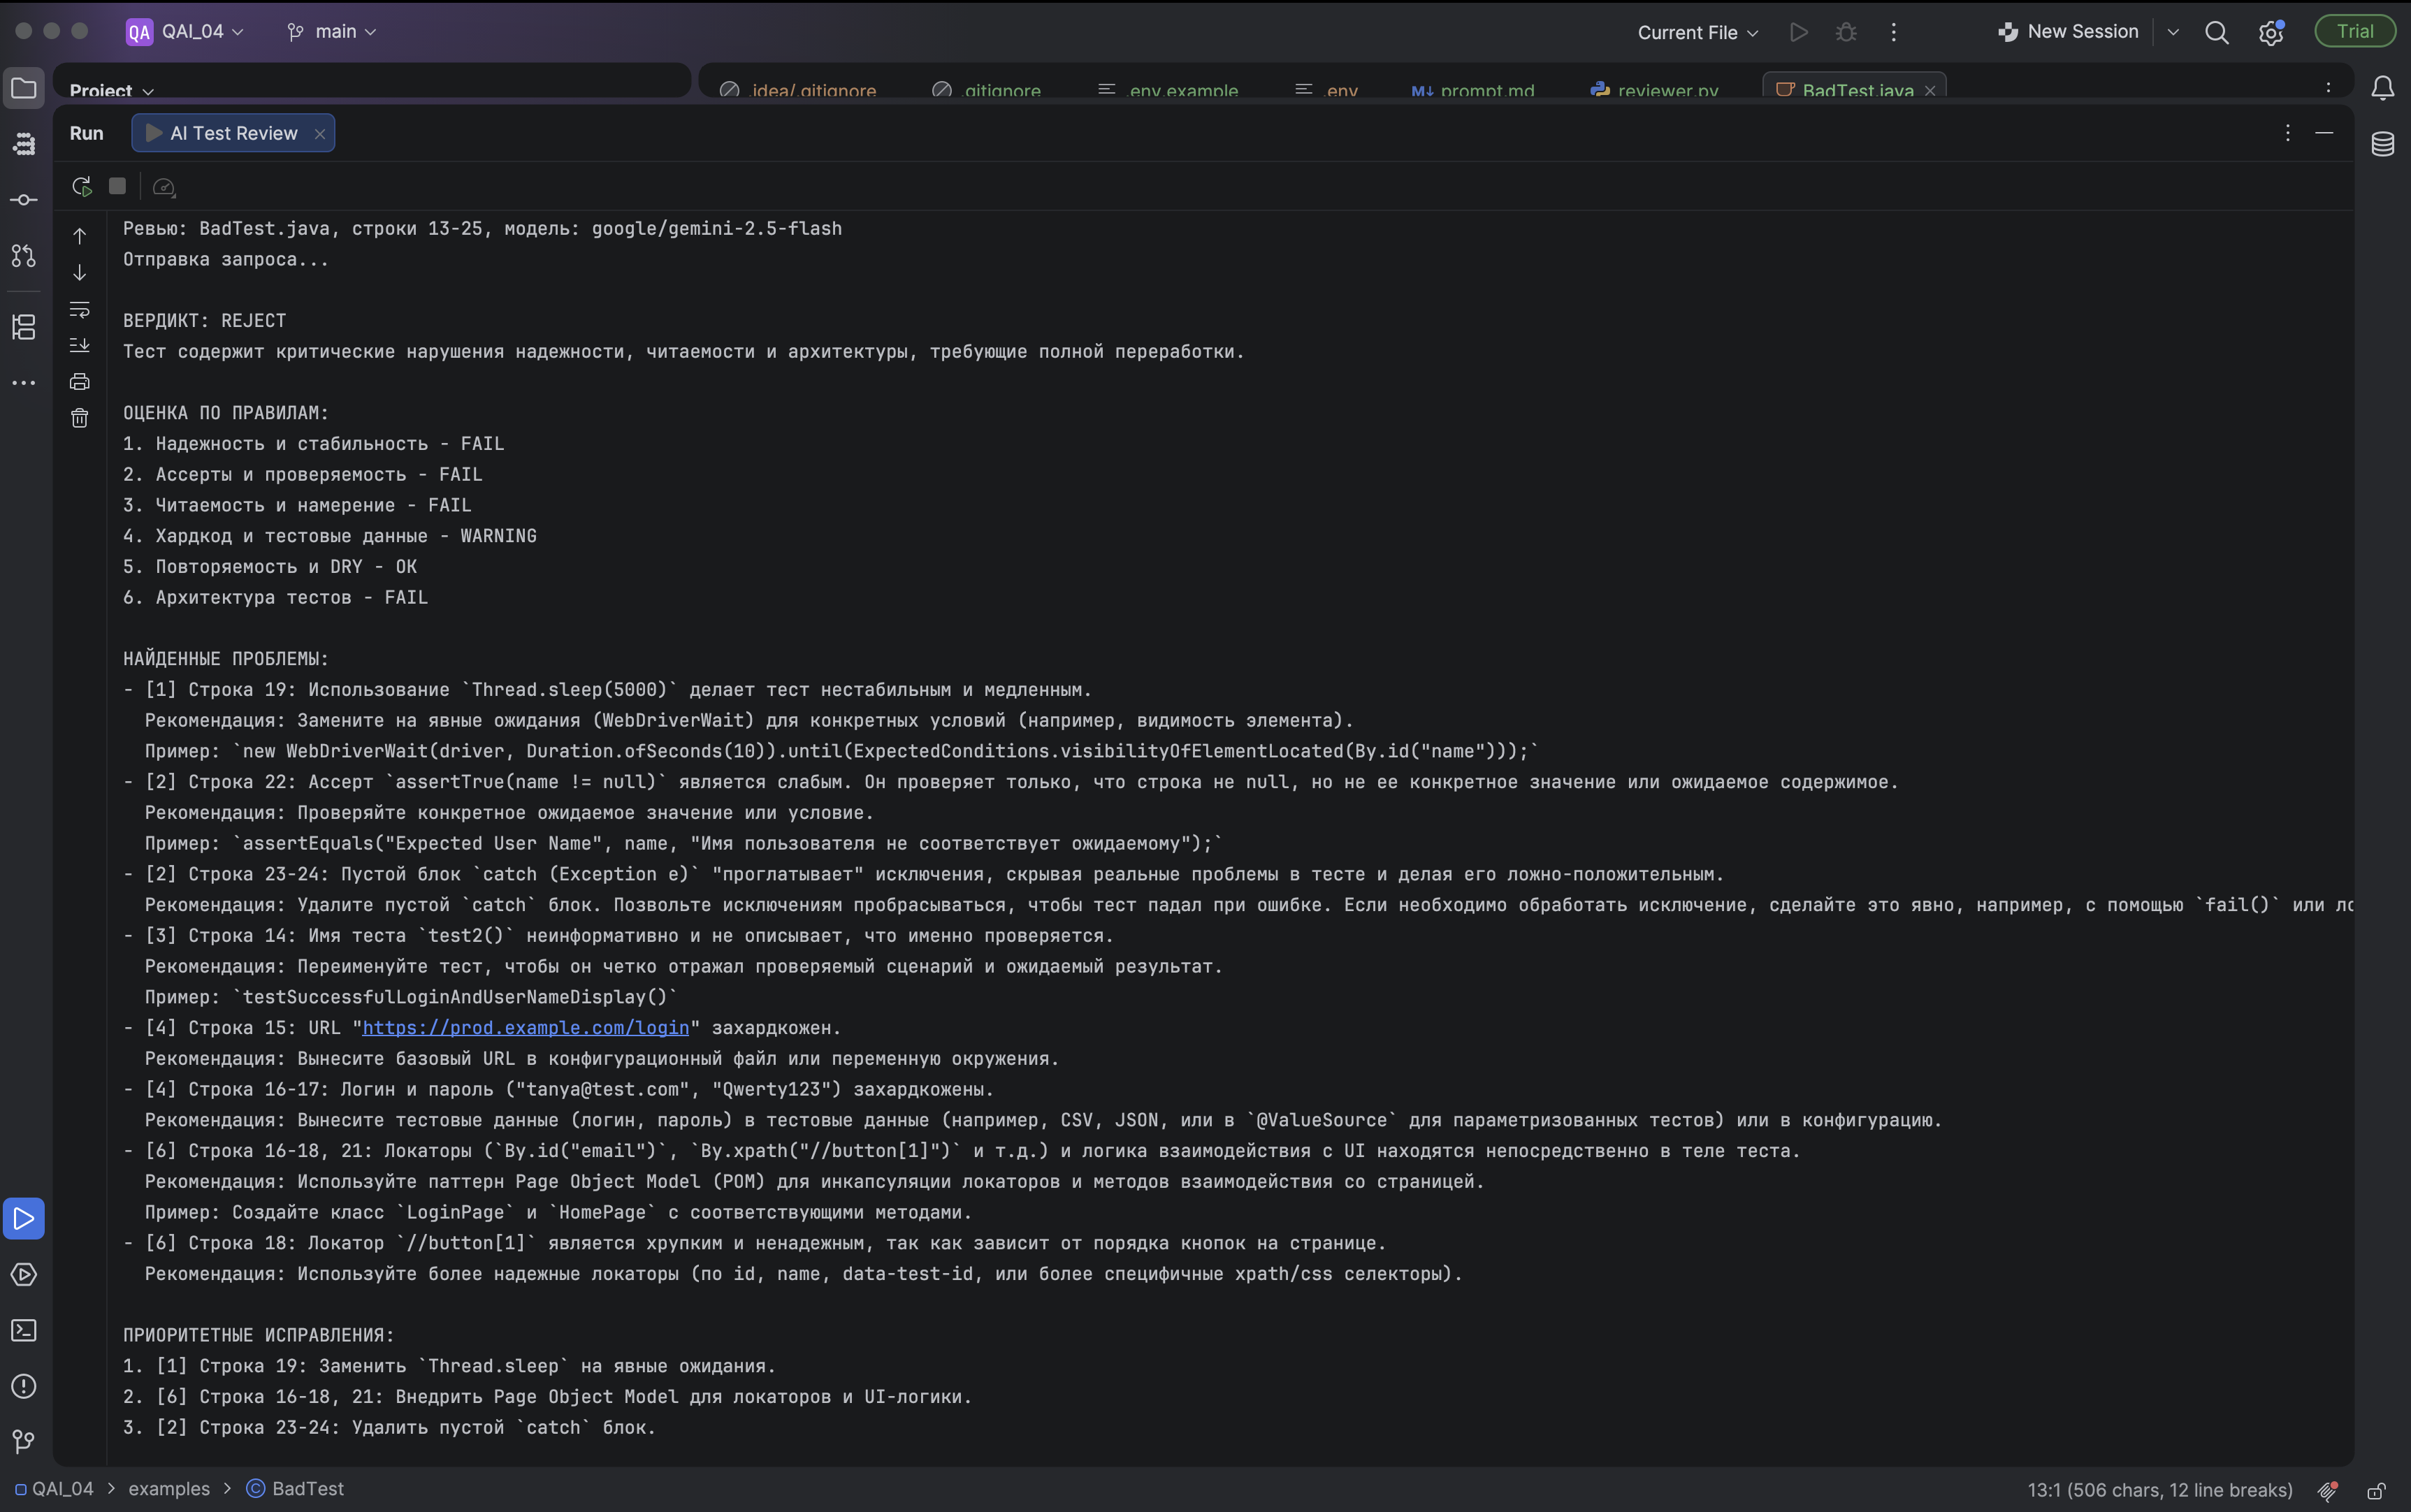 QA QAI_04 main Current File New Session Trial
Project .idea/.gitignore .gitignore .env.example .env M↓ prompt.md reviewer.py BadTest.java
Run AI Test Review
Ревью: BadTest.java, строки 13-25, модель: google/gemini-2.5-flash
Отправка запроса...
ВЕРДИКТ: REJECT
Тест содержит критические нарушения надежности, читаемости и архитектуры, требующие полной переработки.
ОЦЕНКА ПО ПРАВИЛАМ:
1. Надежность и стабильность - FAIL
2. Ассерты и проверяемость - FAIL
3. Читаемость и намерение - FAIL
4. Хардкод и тестовые данные - WARNING
5. Повторяемость и DRY - OK
6. Архитектура тестов - FAIL
НАЙДЕННЫЕ ПРОБЛЕМЫ:
- [1] Строка 19: Использование `Thread.sleep(5000)` делает тест нестабильным и медленным.
Рекомендация: Замените на явные ожидания (WebDriverWait) для конкретных условий (например, видимость элемента).
Пример: `new WebDriverWait(driver, Duration.ofSeconds(10)).until(ExpectedConditions.visibilityOfElementLocated(By.id("name")));`
- [2] Строка 22: Ассерт `assertTrue(name != null)` является слабым. Он проверяет только, что строка не null, но не ее конкретное значение или ожидаемое содержимое.
Рекомендация: Проверяйте конкретное ожидаемое значение или условие.
Пример: `assertEquals("Expected User Name", name, "Имя пользователя не соответствует ожидаемому");`
- [2] Строка 23-24: Пустой блок `catch (Exception e)` "проглатывает" исключения, скрывая реальные проблемы в тесте и делая его ложно-положительным.
Рекомендация: Удалите пустой `catch` блок. Позвольте исключениям пробрасываться, чтобы тест падал при ошибке. Если необходимо обработать исключение, сделайте это явно, например, с помощью `fail()` или
- [3] Строка 14: Имя теста `test2()` неинформативно и не описывает, что именно проверяется.
Рекомендация: Переименуйте тест, чтобы он четко отражал проверяемый сценарий и ожидаемый результат.
Пример: `testSuccessfulLoginAndUserNameDisplay()`
- [4] Строка 15: URL "https://prod.example.com/login" захардкожен.
Рекомендация: Вынесите базовый URL в конфигурационный файл или переменную окружения.
- [4] Строка 16-17: Логин и пароль ("tanya@test.com", "Qwerty123") захардкожены.
Рекомендация: Вынесите тестовые данные (логин, пароль) в тестовые данные (например, CSV, JSON, или в `@ValueSource` для параметризованных тестов) или в конфигурацию.
- [6] Строка 16-18, 21: Локаторы (`By.id("email")`, `By.xpath("//button[1]")` и т.д.) и логика взаимодействия с UI находятся непосредственно в теле теста.
Рекомендация: Используйте паттерн Page Object Model (POM) для инкапсуляции локаторов и методов взаимодействия со страницей.
Пример: Создайте класс `LoginPage` и `HomePage` с соответствующими методами.
- [6] Строка 18: Локатор `//button[1]` является хрупким и ненадежным, так как зависит от порядка кнопок на странице.
Рекомендация: Используйте более надежные локаторы (по id, name, data-test-id, или более специфичные xpath/css селекторы).
ПРИОРИТЕТНЫЕ ИСПРАВЛЕНИЯ:
1. [1] Строка 19: Заменить `Thread.sleep` на явные ожидания.
2. [6] Строка 16-18, 21: Внедрить Page Object Model для локаторов и UI-логики.
3. [2] Строка 23-24: Удалить пустой `catch` блок.
QAI_04 > examples > BadTest 13:1 (506 chars, 12 line breaks)